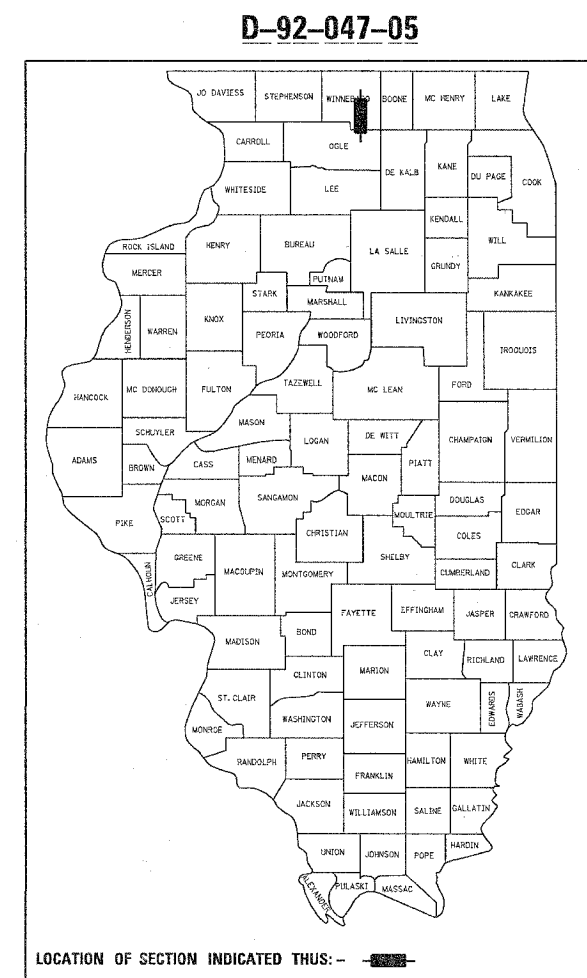 D-92-047-05
JO DAVIESS STEPHENSON WINNEBAGO BOONE MC HENRY LAKE
CARROLL OGLE DE KALB KANE DU PAGE COOK
WHITESIDE LEE KENDALL
ROCK ISLAND HENRY BUREAU LA SALLE GRUNDY WILL
MERCER PUTNAM KANKAKEE
STARK MARSHALL
HENDERSON WARREN KNOX PEORIA WOODFORD LIVINGSTON IROQUOIS
HANCOCK MC DONOUGH FULTON TAZEWELL MC LEAN FORD
SCHUYLER MASON LOGAN DE WITT CHAMPAIGN VERMILION
ADAMS BROWN CASS MENARD MACON PIATT
PIKE SCOTT MORGAN SANGAMON CHRISTIAN MOULTRIE DOUGLAS EDGAR
COLES
CALHOUN GREENE MACOUPIN MONTGOMERY SHELBY CUMBERLAND CLARK
JERSEY FAYETTE EFFINGHAM JASPER CRAWFORD
MADISON BOND CLAY RICHLAND LAWRENCE
CLINTON MARION
ST. CLAIR WASHINGTON JEFFERSON WAYNE EDWARDS WABASH
MONROE
RANDOLPH PERRY FRANKLIN HAMILTON WHITE
JACKSON WILLIAMSON SALINE GALLATIN
UNION JOHNSON POPE HARDIN
ALEXANDER PULASKI MASSAC
LOCATION OF SECTION INDICATED THUS: -